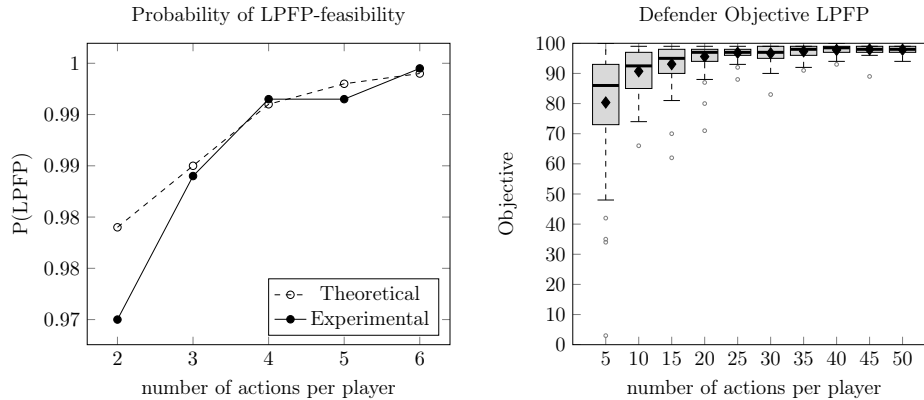 Probability of LPFP-feasibility
1
0.99
0.99
0.98
0.98
0.97
P(LPFP)
Theoretical
Experimental
2 3 4 5 6
number of actions per player
Defender Objective LPFP
100
90
80
70
60
50
40
30
20
10
0
Objective
5 10 15 20 25 30 35 40 45 50
number of actions per player